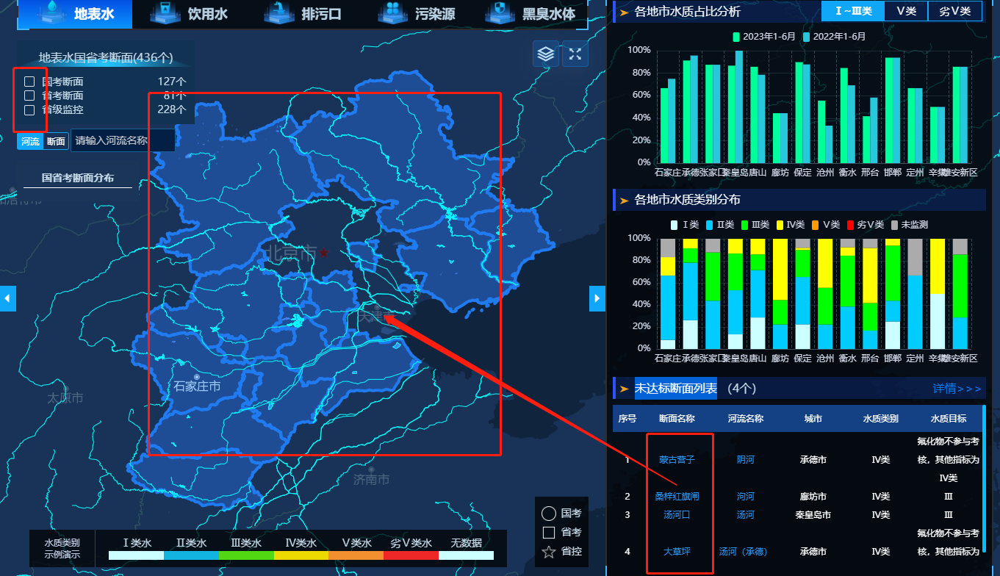 地表水
饮用水
排污口
污染源
黑臭水体
地表水国省考断面(436个)
国考断面 127个
省考断面 81个
省级监控 228个
河流 断面 请输入河流名称
国省考断面分布
北京市
天津市
石家庄市
太原市
济南市
国考
省考
省控
水质类别
示例演示
Ⅰ类水 Ⅱ类水 Ⅲ类水 Ⅳ类水 Ⅴ类水 劣Ⅴ类水 无数据
各地市水质占比分析
Ⅰ~Ⅲ类 Ⅴ类 劣Ⅴ类
2023年1-6月 2022年1-6月
100%
80%
60%
40%
20%
0%
石家庄 承德 张家口 秦皇岛 唐山 廊坊 保定 沧州 衡水 邢台 邯郸 定州 辛集 雄安新区
各地市水质类别分布
Ⅰ类 Ⅱ类 Ⅲ类 Ⅳ类 Ⅴ类 劣Ⅴ类 未监测
100%
80%
60%
40%
20%
0%
石家庄 承德 张家口 秦皇岛 唐山 廊坊 保定 沧州 衡水 邢台 邯郸 定州 辛集 雄安新区
未达标断面列表 (4个) 详情>>>
序号 断面名称 河流名称 城市 水质类别 水质目标
1 蒙古营子 阴河 承德市 Ⅳ类 氟化物不参与考
核，其他指标为
Ⅳ类
2 桑梓红旗闸 泃河 廊坊市 Ⅳ类 Ⅲ
3 汤河口 汤河 秦皇岛市 Ⅳ类 Ⅲ
4 大草坪 汤河（承德） 承德市 Ⅳ类 氟化物不参与考
核，其他指标为